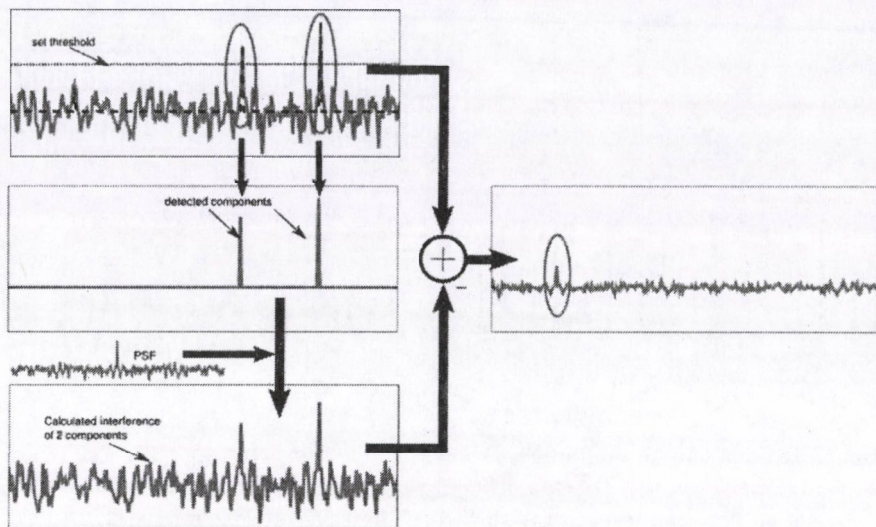 set threshold
detected components
+
-
PSF
Calculated interference
of 2 components